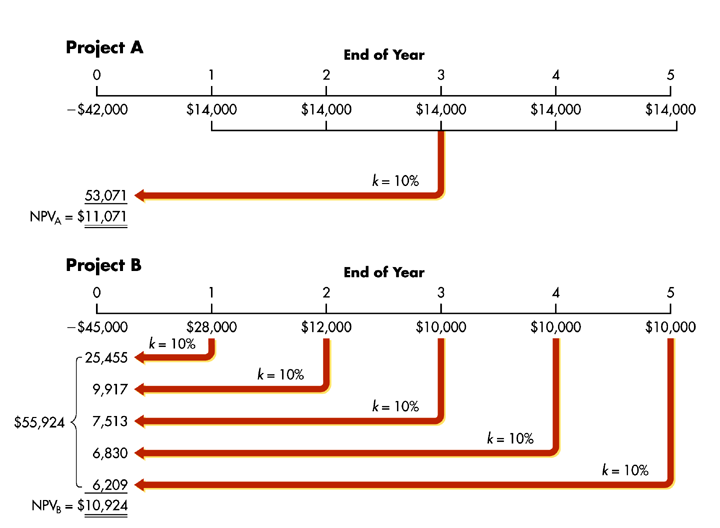 Project A
End of Year
0 1 2 3 4 5
−$42,000 $14,000 $14,000 $14,000 $14,000 $14,000
k = 10%
53,071
NPVA = $11,071
Project B
End of Year
0 1 2 3 4 5
−$45,000 $28,000 $12,000 $10,000 $10,000 $10,000
k = 10%
25,455
k = 10%
9,917
k = 10%
$55,924 7,513
k = 10%
6,830
k = 10%
6,209
NPVB = $10,924